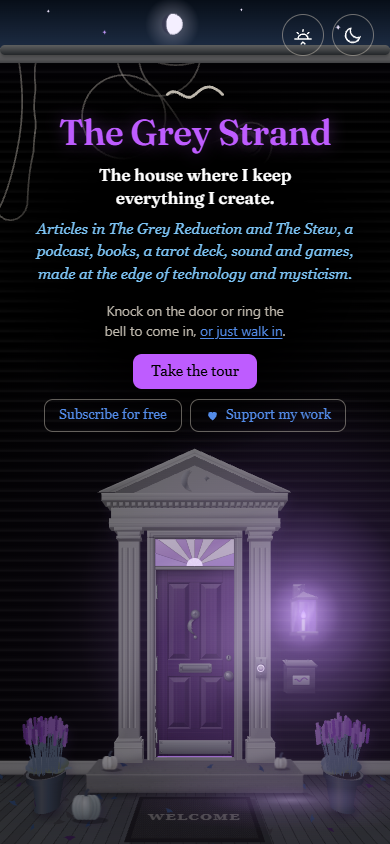 The Grey Strand
The house where I keep
everything I create.
Articles in The Grey Reduction and The Stew, a
podcast, books, a tarot deck, sound and games,
made at the edge of technology and mysticism.
Knock on the door or ring the
bell to come in, or just walk in.
Take the tour
Subscribe for free
Support my work
WELCOME